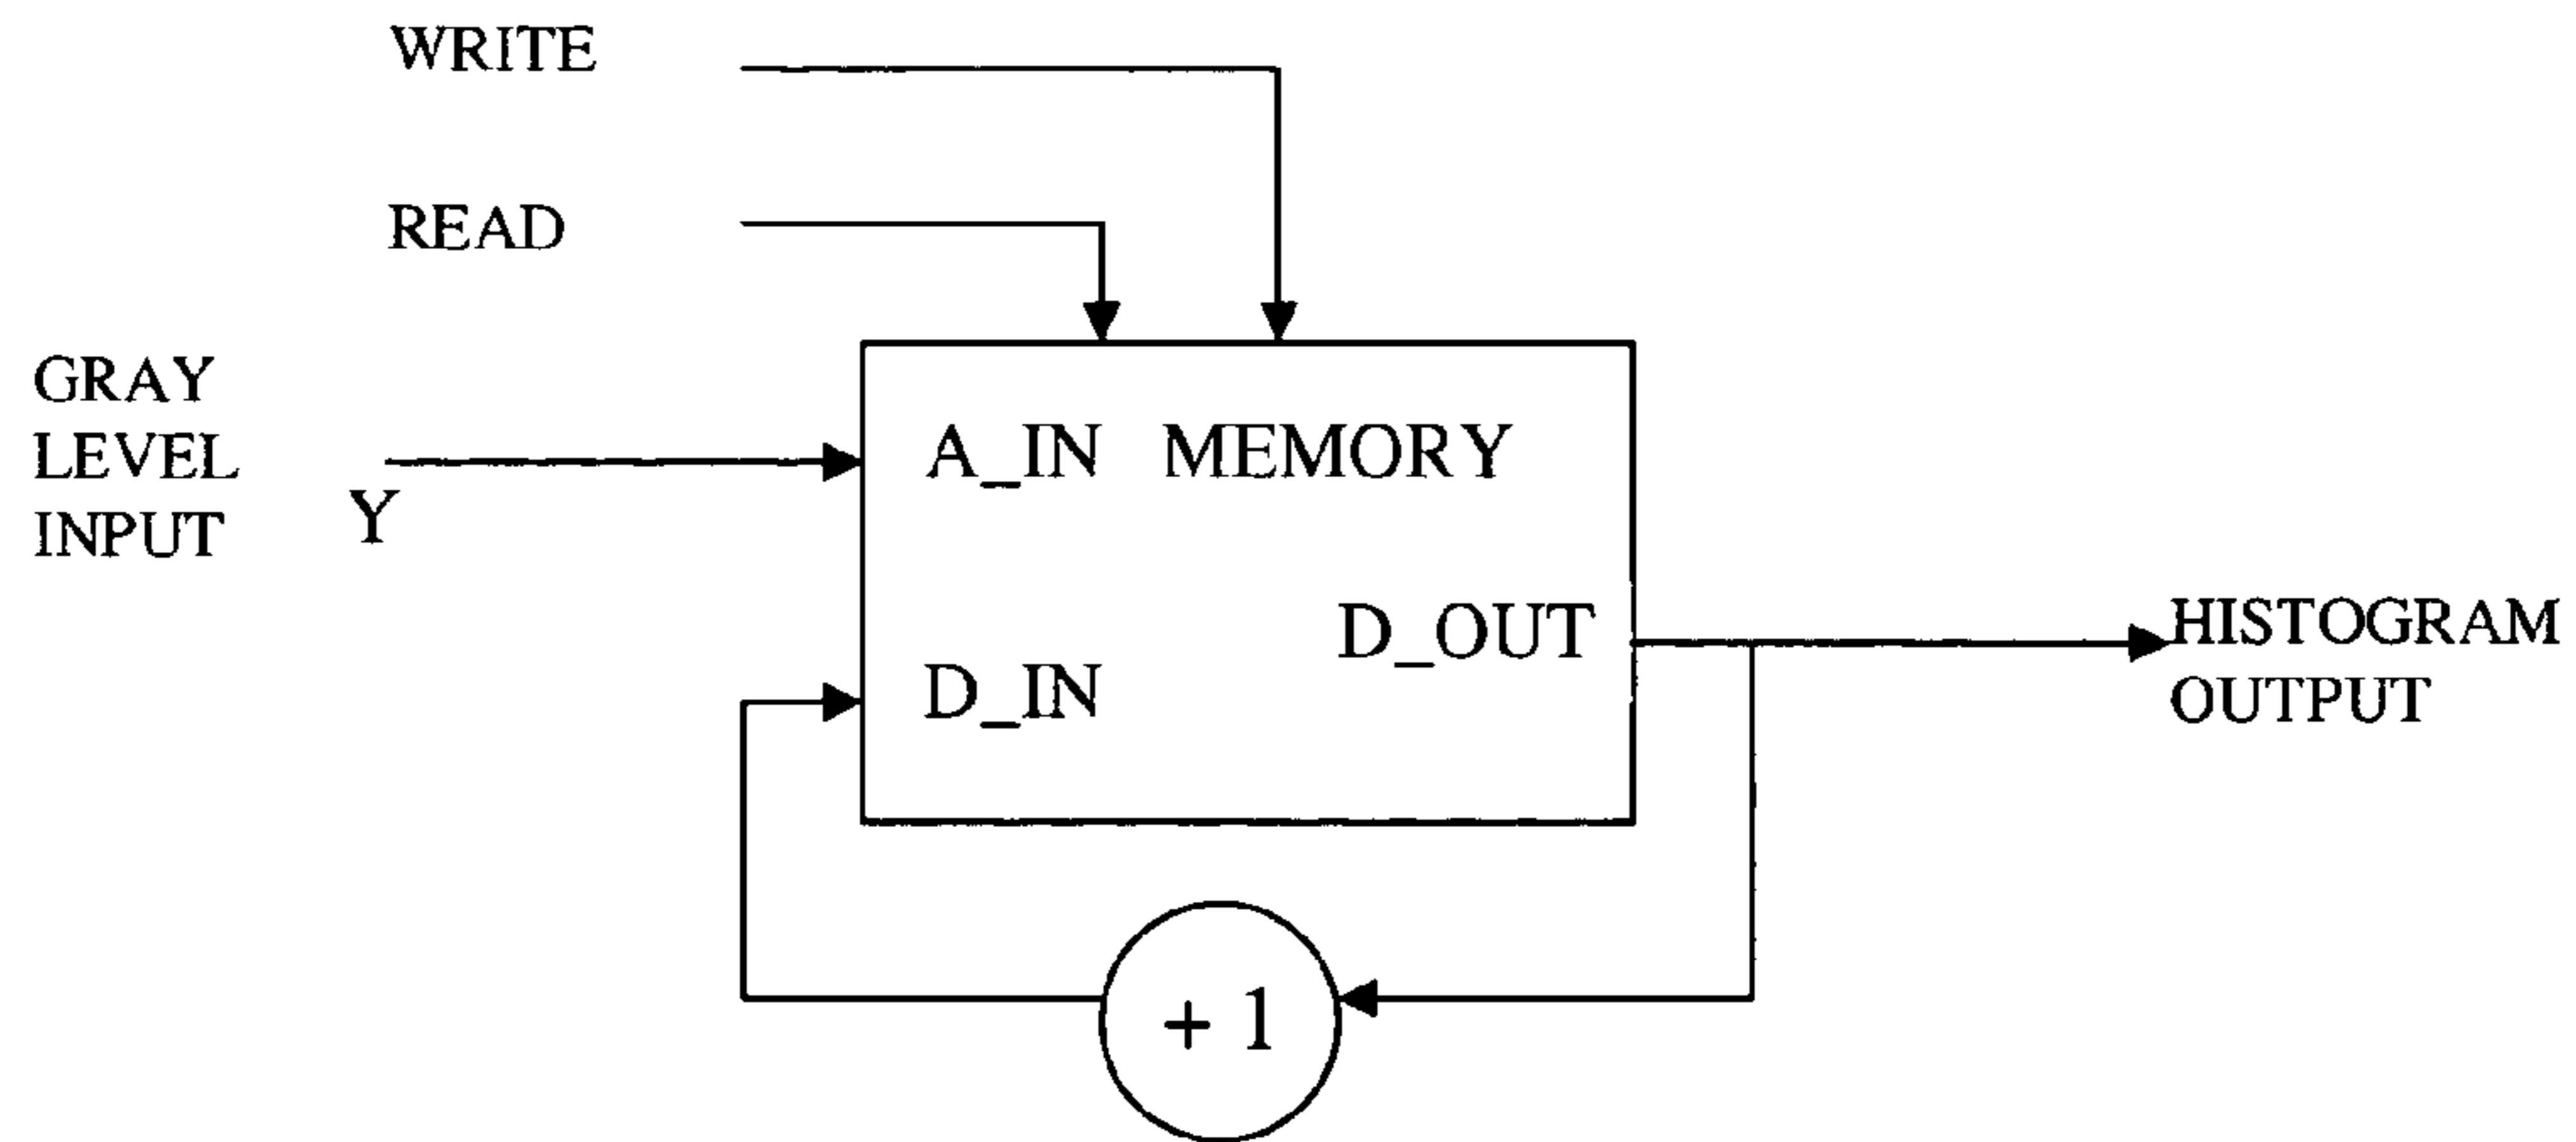 WRITE
READ
GRAY
LEVEL
INPUT
Y
A_IN MEMORY
D_OUT
D_IN
HISTOGRAM
OUTPUT
+ 1